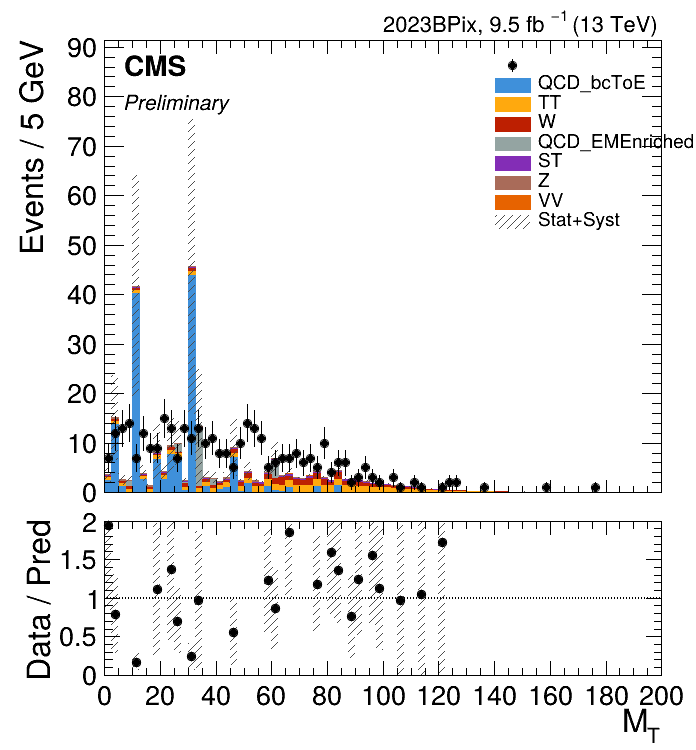 2023BPix, 9.5 fb⁻¹ (13 TeV)
CMS
Preliminary
QCD_bcToE
TT
W
QCD_EMEnriched
ST
Z
VV
Stat+Syst
Events / 5 GeV
90
80
70
60
50
40
30
20
10
0
Data / Pred
2
1.5
1
0.5
0
0 20 40 60 80 100 120 140 160 180 200
M_T